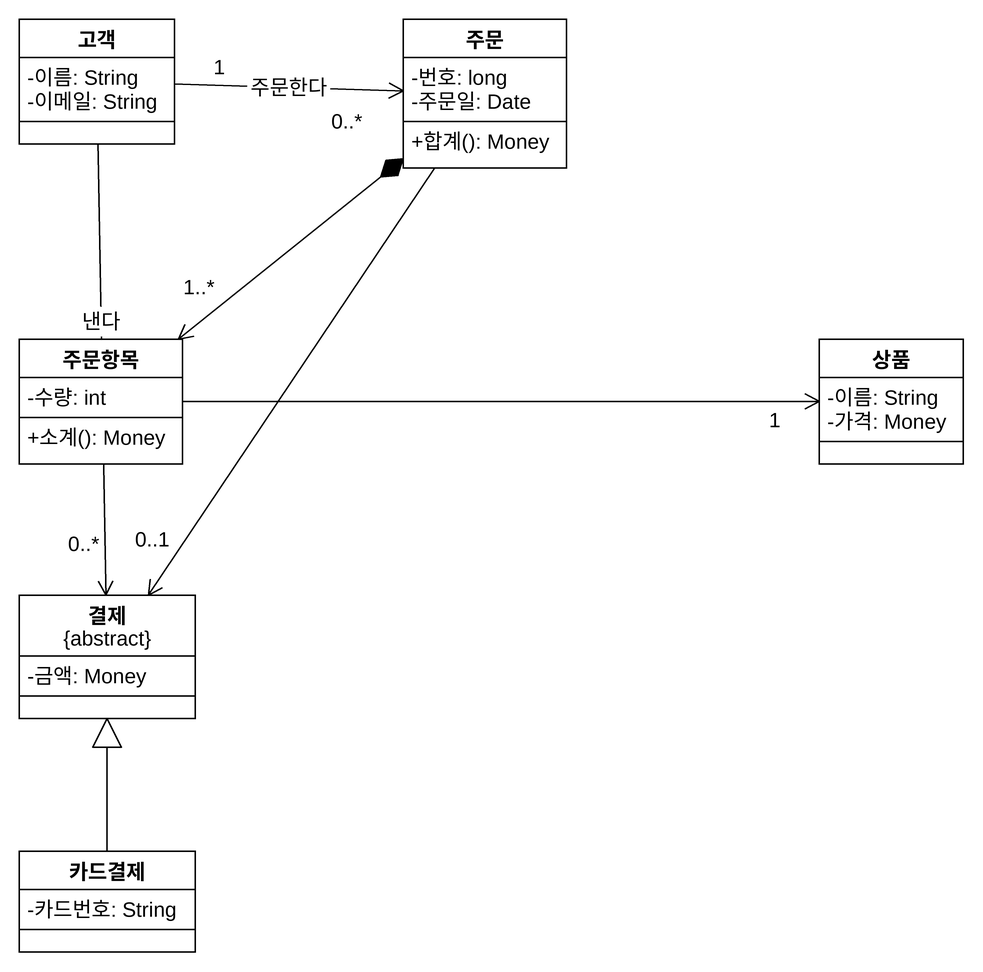 고객
-이름: String
-이메일: String
1
주문한다
0..*
주문
-번호: long
-주문일: Date
+합계(): Money
1..*
낸다
주문항목
-수량: int
+소계(): Money
1
상품
-이름: String
-가격: Money
0..*
0..1
결제
{abstract}
-금액: Money
카드결제
-카드번호: String